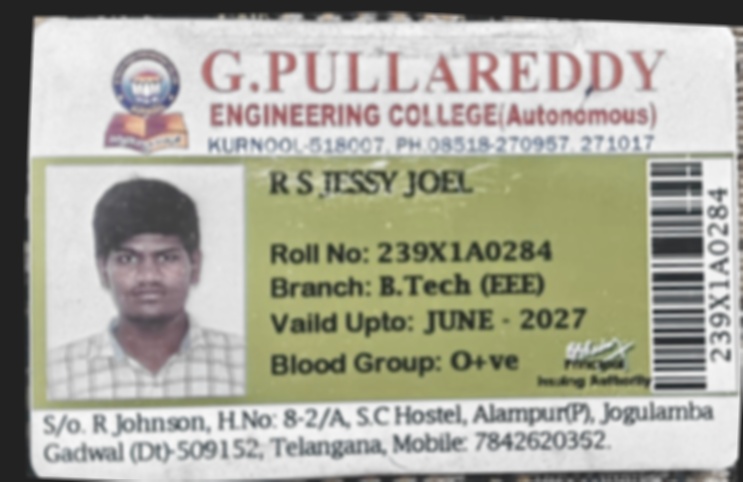 G.PULLAREDDY
ENGINEERING COLLEGE(Autonomous)
KURNOOL-518007, PH.08518-270957, 271017
R S JESSY JOEL
Roll No: 239X1A0284
Branch: B.Tech (EEE)
Vaild Upto: JUNE - 2027
Blood Group: O+ve
Principal
Issuing Authority
239X1A0284
S/o. R Johnson, H.No: 8-2/A, S.C Hostel, Alampur(P), Jogulamba
Gadwal (Dt)-509152, Telangana, Mobile: 7842620352.